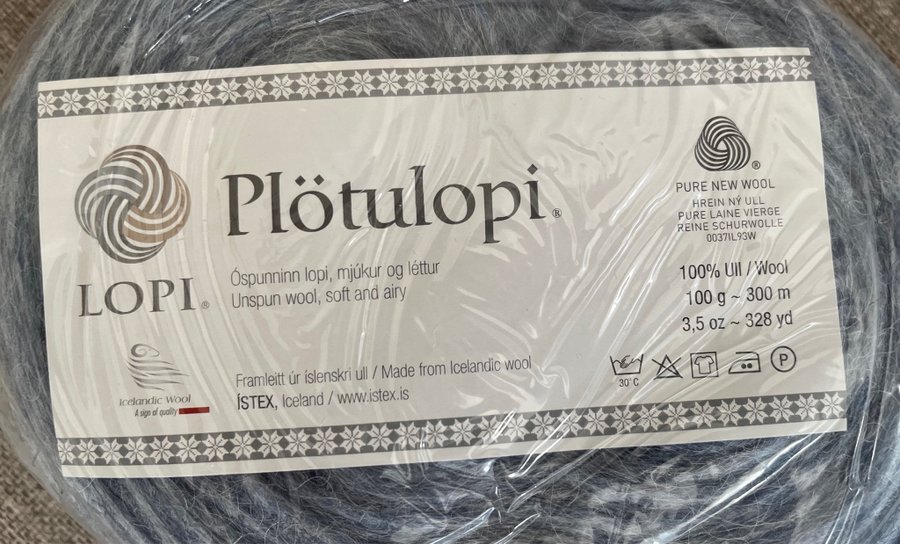 Plötulopi®
LOPI®
Óspunninn lopi, mjúkur og léttur
Unspun wool, soft and airy
Icelandic Wool
A sign of quality
Framleitt úr íslenskri ull / Made from Icelandic wool
ÍSTEX, Iceland / www.istex.is
®
PURE NEW WOOL
HREIN NÝ ULL
PURE LAINE VIERGE
REINE SCHURWOLLE
0037IL93W
100% Ull / Wool
100 g ~ 300 m
3,5 oz ~ 328 yd
30°C
P